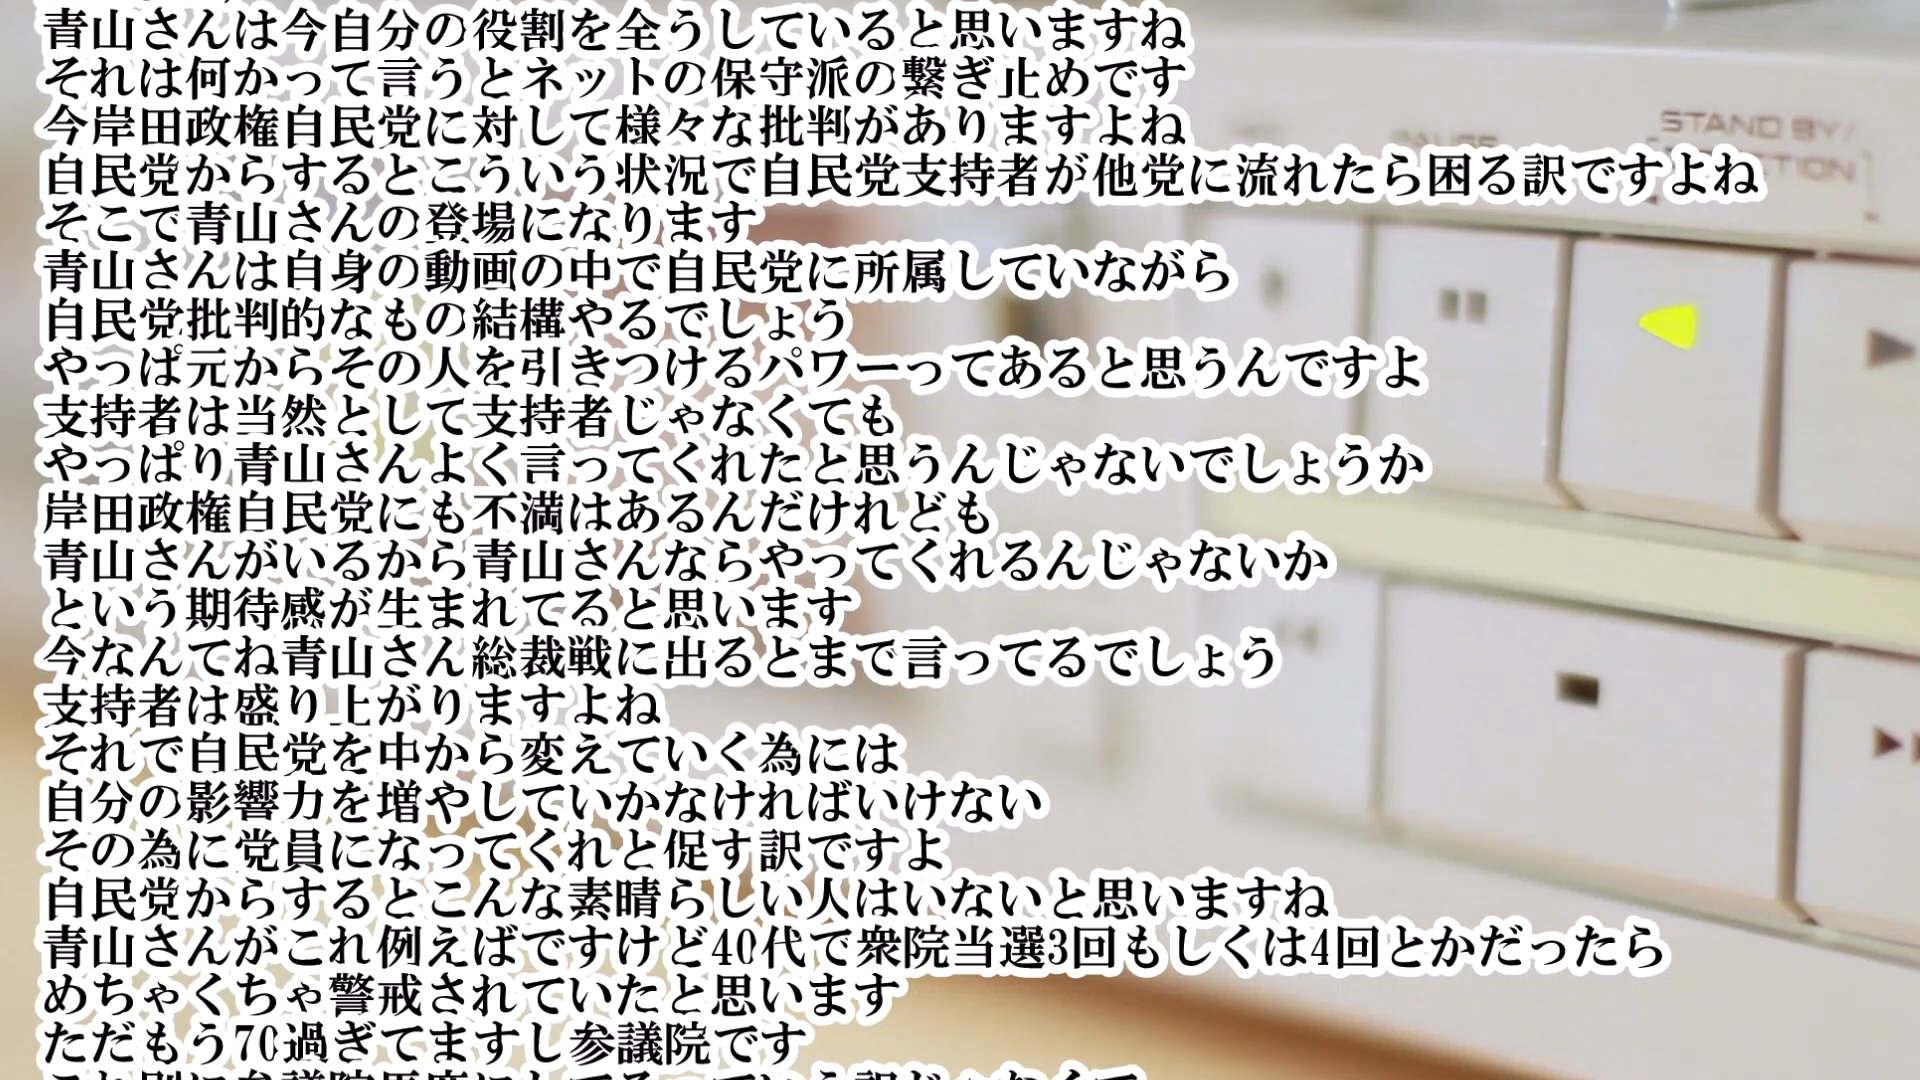 青山さんは今自分の役割を全うしていると思いますね
それは何かって言うとネットの保守派の繋ぎ止めです
今岸田政権自民党に対して様々な批判がありますよね
自民党からするとこういう状況で自民党支持者が他党に流れたら困る訳ですよね
そこで青山さんの登場になります
青山さんは自身の動画の中で自民党に所属していながら
自民党批判的なもの結構やるでしょう
やっぱ元からその人を引きつけるパワーってあると思うんですよ
支持者は当然として支持者じゃなくても
やっぱり青山さんよく言ってくれたと思うんじゃないでしょうか
岸田政権自民党にも不満はあるんだけれども
青山さんがいるから青山さんならやってくれるんじゃないか
という期待感が生まれてると思います
今なんてね青山さん総裁戦に出るとまで言ってるでしょう
支持者は盛り上がりますよね
それで自民党を中から変えていく為には
自分の影響力を増やしていかなければいけない
その為に党員になってくれと促す訳ですよ
自民党からするとこんな素晴らしい人はいないと思いますね
青山さんがこれ例えばですけど40代で衆院当選3回もしくは4回とかだったら
めちゃくちゃ警戒されていたと思います
ただもう70過ぎてますし参議院です
PAUSE
STAND BY/